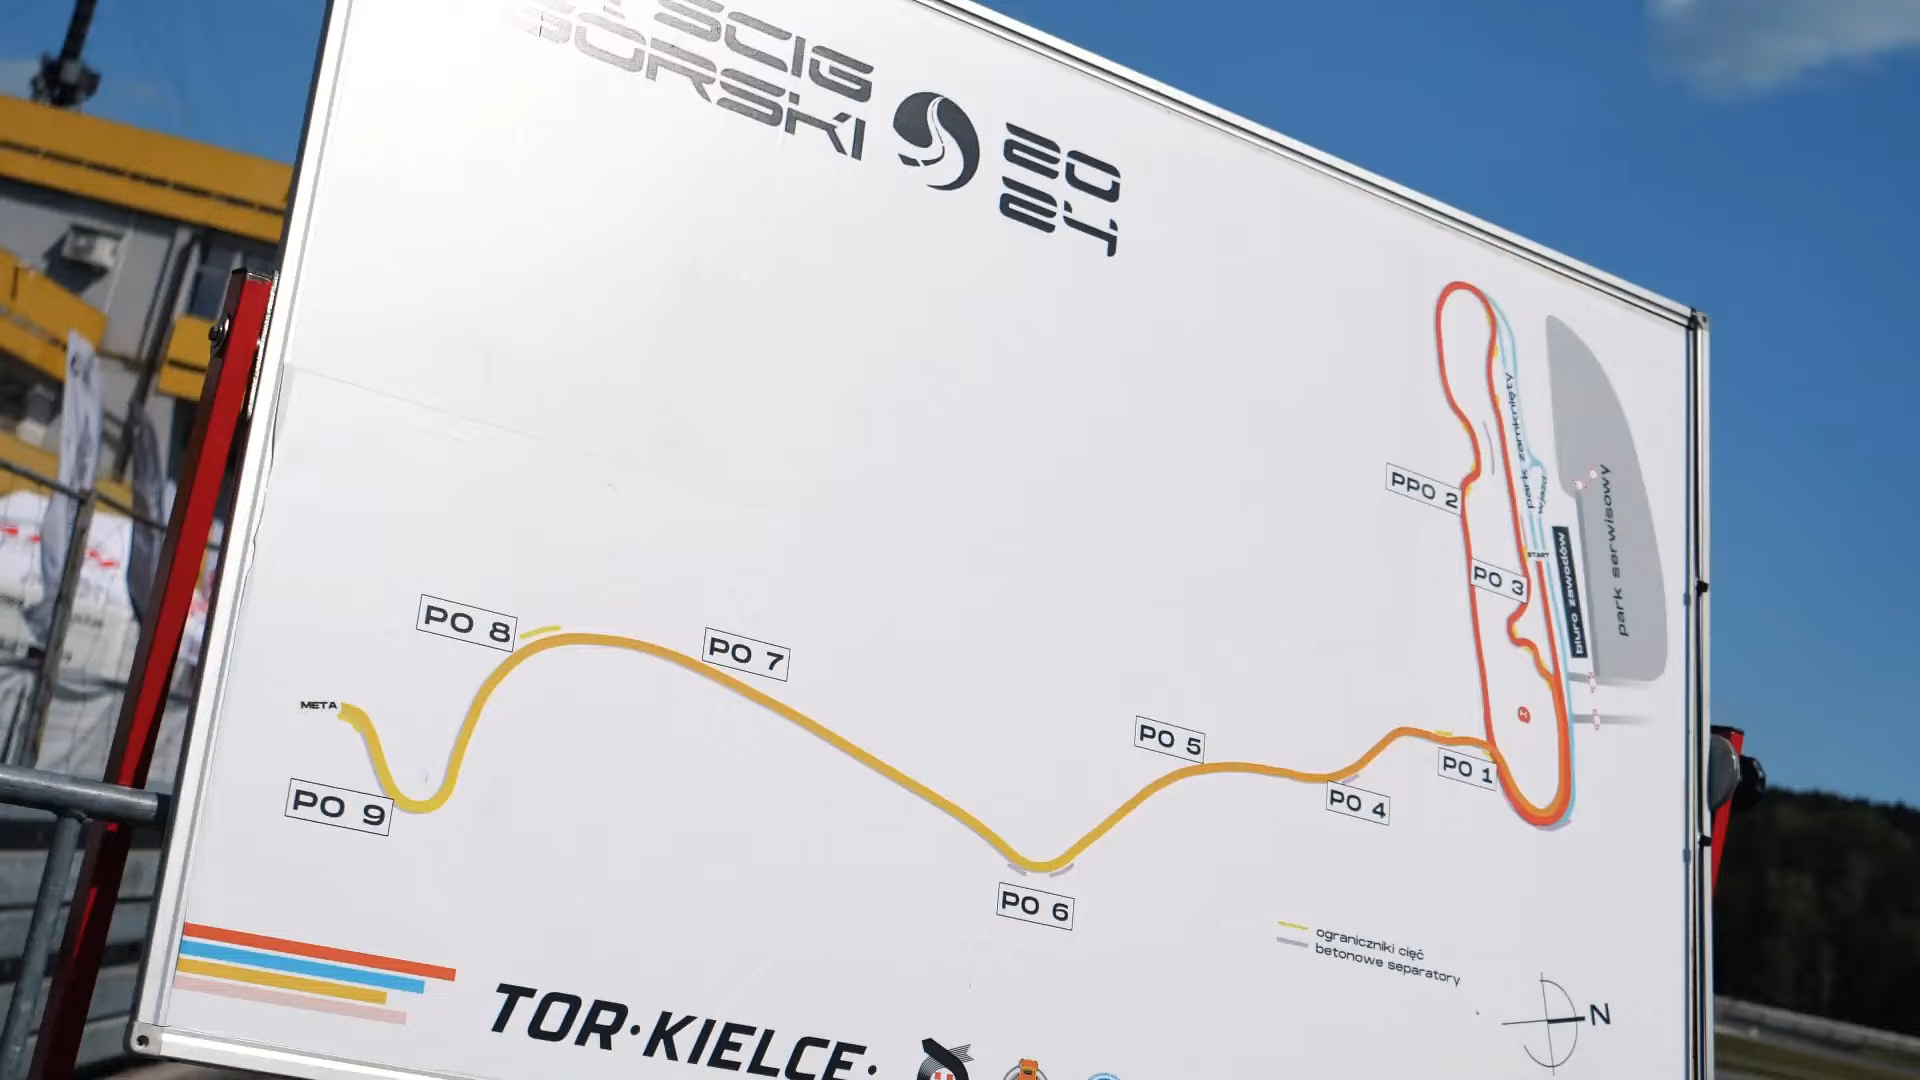 ŚCIG
GÓRSKI
20
24
park zamknięty
wjazd
park serwisowy
PPO 2
START
PO 3
biuro zawodów
PO 8
PO 7
META
PO 5
PO 1
PO 9
PO 4
H
PO 6
ograniczniki cięć
betonowe separatory
N
TOR·KIELCE·